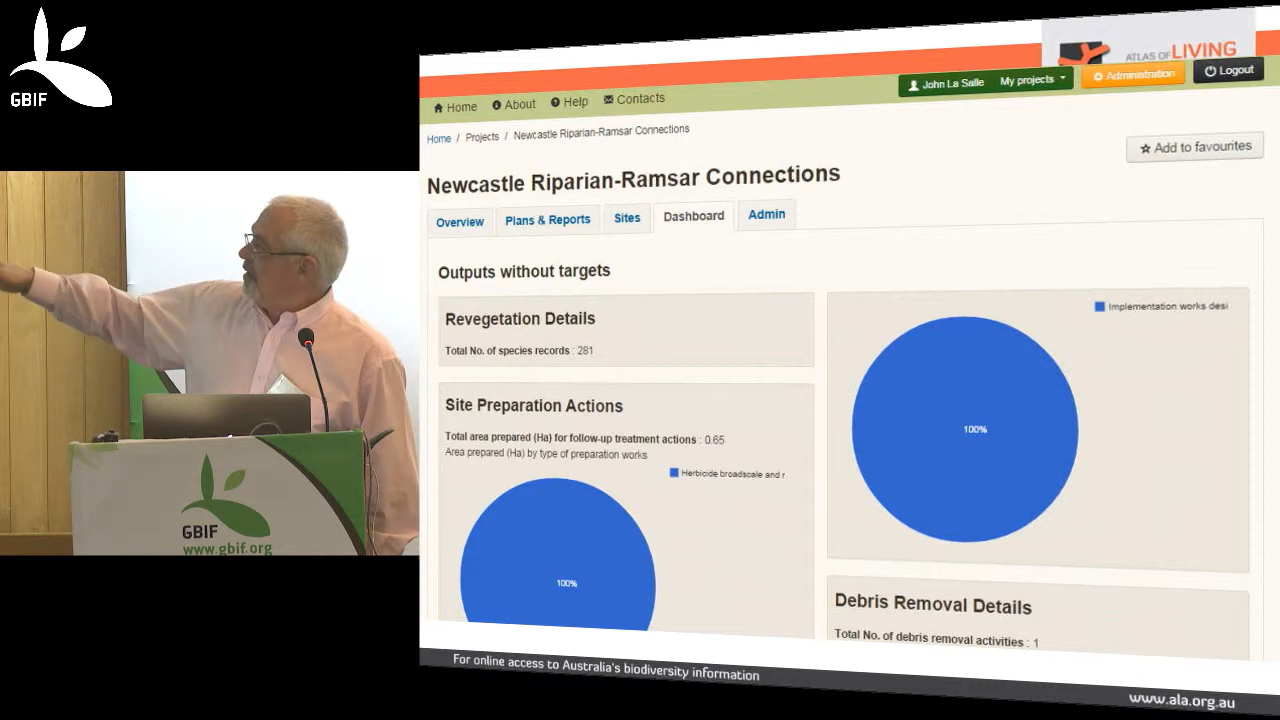 GBIF
GBIF
www.gbif.org
ATLAS OF LIVING
John La Salle
My projects
Administration
Logout
Home
About
Help
Contacts
Home / Projects / Newcastle Riparian-Ramsar Connections
Add to favourites
Newcastle Riparian-Ramsar Connections
Overview
Plans & Reports
Sites
Dashboard
Admin
Outputs without targets
Revegetation Details
Total No. of species records : 281
Site Preparation Actions
Total area prepared (Ha) for follow-up treatment actions : 0.65
Area prepared (Ha) by type of preparation works
Herbicide broadscale and r
100%
Implementation works desi
100%
Debris Removal Details
Total No. of debris removal activities : 1
For online access to Australia's biodiversity information
www.ala.org.au